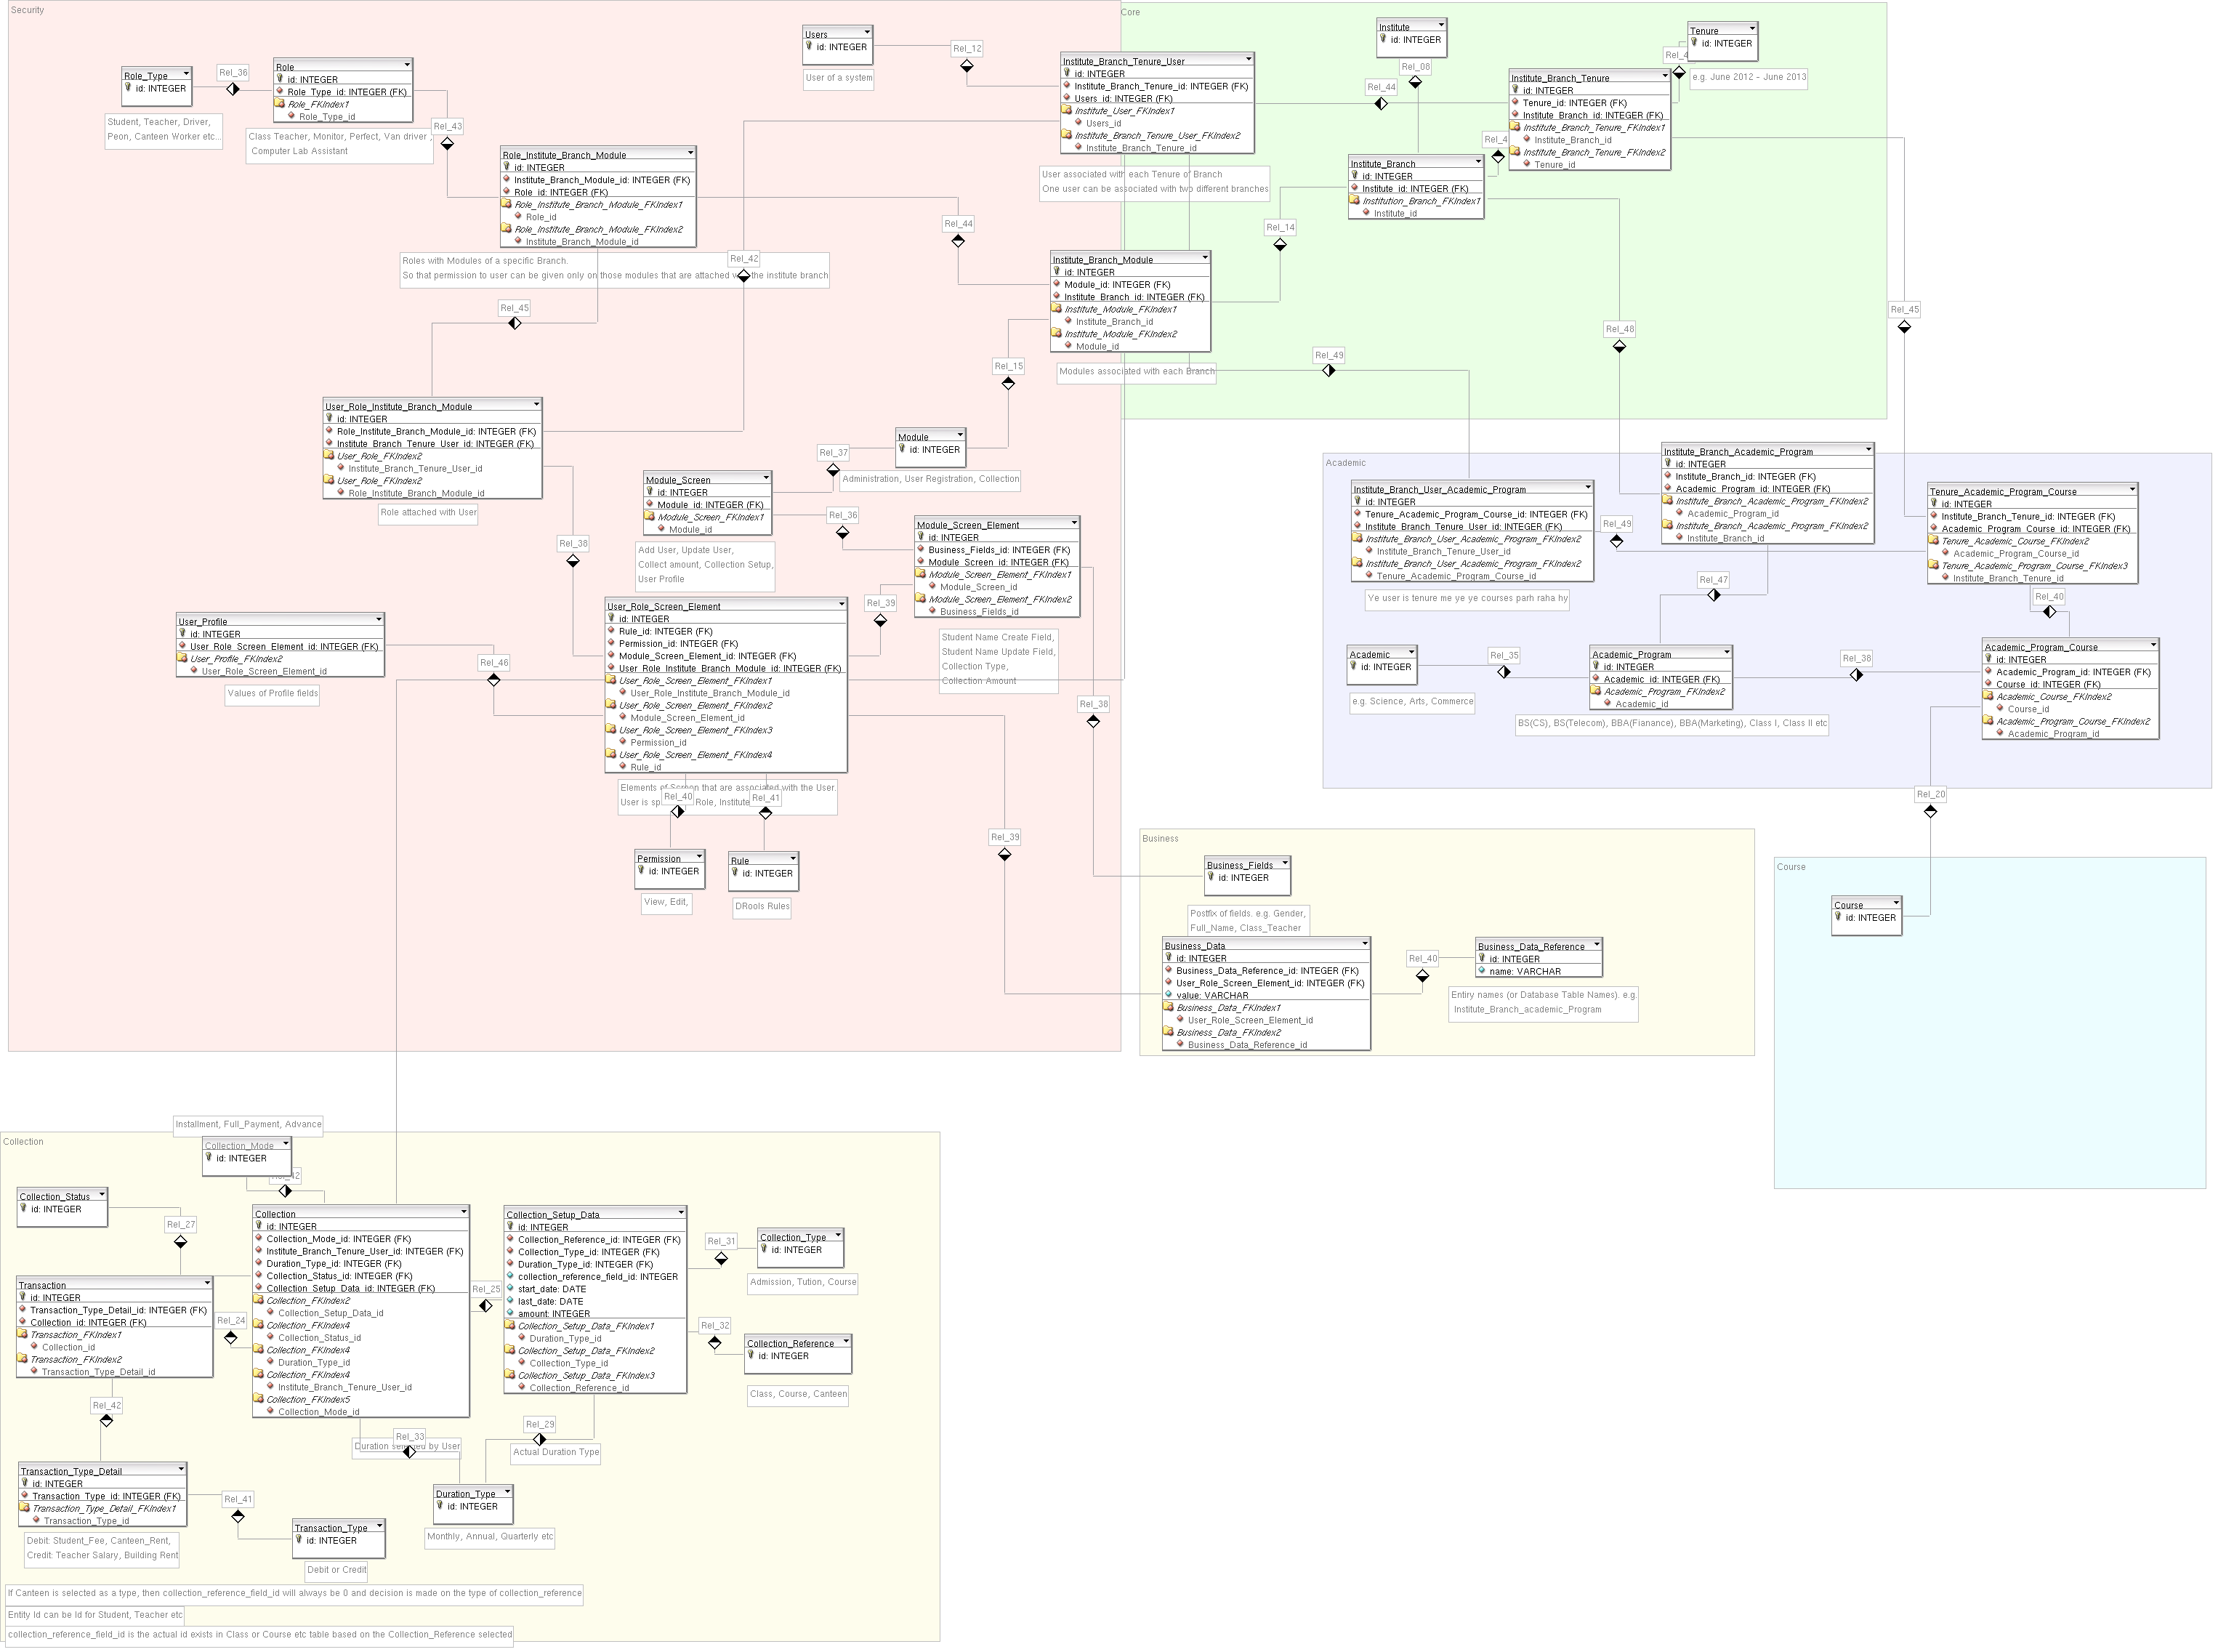 Security
Users
id: INTEGER
Rel_12
User of a system
Role_Type
id: INTEGER
Student, Teacher, Driver,
Peon, Canteen Worker etc...
Rel_36
Role
id: INTEGER
Role_Type_id: INTEGER (FK)
Role_FKIndex1
Role_Type_id
Class Teacher, Monitor, Perfect, Van driver ,
Computer Lab Assistant
Rel_43
Role_Institute_Branch_Module
id: INTEGER
Institute_Branch_Module_id: INTEGER (FK)
Role_id: INTEGER (FK)
Role_Institute_Branch_Module_FKIndex1
Role_id
Role_Institute_Branch_Module_FKIndex2
Institute_Branch_Module_id
Roles with Modules of a specific Branch.
So that permission to user can be given only on those modules that are attached the institute branch
Rel_42
Rel_44
Rel_45
User_Role_Institute_Branch_Module
id: INTEGER
Role_Institute_Branch_Module_id: INTEGER (FK)
Institute_Branch_Tenure_User_id: INTEGER (FK)
User_Role_FKIndex2
Institute_Branch_Tenure_User_id
User_Role_FKIndex2
Role_Institute_Branch_Module_id
Role attached with User
Rel_38
Module
id: INTEGER
Administration, User Registration, Collection
Rel_37
Rel_15
Module_Screen
id: INTEGER
Module_id: INTEGER (FK)
Module_Screen_FKIndex1
Module_id
Add User, Update User,
Collect amount, Collection Setup,
User Profile
Rel_36
Module_Screen_Element
id: INTEGER
Business_Fields_id: INTEGER (FK)
Module_Screen_id: INTEGER (FK)
Module_Screen_Element_FKIndex1
Module_Screen_id
Module_Screen_Element_FKIndex2
Business_Fields_id
Student Name Create Field,
Student Name Update Field,
Collection Type,
Collection Amount
Rel_39
Rel_38
User_Profile
id: INTEGER
User_Role_Screen_Element_id: INTEGER (FK)
User_Profile_FKIndex2
User_Role_Screen_Element_id
Values of Profile fields
Rel_46
User_Role_Screen_Element
id: INTEGER
Rule_id: INTEGER (FK)
Permission_id: INTEGER (FK)
Module_Screen_Element_id: INTEGER (FK)
User_Role_Institute_Branch_Module_id: INTEGER (FK)
User_Role_Screen_Element_FKIndex1
User_Role_Institute_Branch_Module_id
User_Role_Screen_Element_FKIndex2
Module_Screen_Element_id
User_Role_Screen_Element_FKIndex3
Permission_id
User_Role_Screen_Element_FKIndex4
Rule_id
Elements of Screen that are associated with the User.
User is Role, Institute
Rel_40
Rel_41
Rel_39
Permission
id: INTEGER
View, Edit,
Rule
id: INTEGER
DRools Rules
Core
Institute_Branch_Tenure_User
id: INTEGER
Institute_Branch_Tenure_id: INTEGER (FK)
Users_id: INTEGER (FK)
Institute_User_FKIndex1
Users_id
Institute_Branch_Tenure_User_FKIndex2
Institute_Branch_Tenure_id
User associated with each Tenure of Branch
One user can be associated with two different branches
Institute
id: INTEGER
Rel_08
Rel_44
Tenure
id: INTEGER
e.g. June 2012 - June 2013
Institute_Branch_Tenure
id: INTEGER
Tenure_id: INTEGER (FK)
Institute_Branch_id: INTEGER (FK)
Institute_Branch_Tenure_FKIndex1
Institute_Branch_id
Institute_Branch_Tenure_FKIndex2
Tenure_id
Institute_Branch
id: INTEGER
Institute_id: INTEGER (FK)
Institution_Branch_FKIndex1
Institute_id
Rel_14
Institute_Branch_Module
id: INTEGER
Module_id: INTEGER (FK)
Institute_Branch_id: INTEGER (FK)
Institute_Module_FKIndex1
Institute_Branch_id
Institute_Module_FKIndex2
Module_id
Modules associated with each Branch
Rel_49
Rel_48
Rel_45
Academic
Institute_Branch_User_Academic_Program
id: INTEGER
Tenure_Academic_Program_Course_id: INTEGER (FK)
Institute_Branch_Tenure_User_id: INTEGER (FK)
Institute_Branch_User_Academic_Program_FKIndex2
Institute_Branch_Tenure_User_id
Institute_Branch_User_Academic_Program_FKIndex2
Tenure_Academic_Program_Course_id
Ye user is tenure me ye ye courses parh raha hy
Institute_Branch_Academic_Program
id: INTEGER
Institute_Branch_id: INTEGER (FK)
Academic_Program_id: INTEGER (FK)
Institute_Branch_Academic_Program_FKIndex2
Academic_Program_id
Institute_Branch_Academic_Program_FKIndex2
Institute_Branch_id
Rel_49
Rel_47
Tenure_Academic_Program_Course
id: INTEGER
Institute_Branch_Tenure_id: INTEGER (FK)
Academic_Program_Course_id: INTEGER (FK)
Tenure_Academic_Course_FKIndex2
Academic_Program_Course_id
Tenure_Academic_Program_Course_FKIndex3
Institute_Branch_Tenure_id
Rel_40
Academic
id: INTEGER
e.g. Science, Arts, Commerce
Rel_35
Academic_Program
id: INTEGER
Academic_id: INTEGER (FK)
Academic_Program_FKIndex2
Academic_id
BS(CS), BS(Telecom), BBA(Fianance), BBA(Marketing), Class I, Class II etc
Rel_38
Academic_Program_Course
id: INTEGER
Academic_Program_id: INTEGER (FK)
Course_id: INTEGER (FK)
Academic_Course_FKIndex2
Course_id
Academic_Program_Course_FKIndex2
Academic_Program_id
Rel_20
Business
Business_Fields
id: INTEGER
Postfix of fields. e.g. Gender,
Full_Name, Class_Teacher
Business_Data
id: INTEGER
Business_Data_Reference_id: INTEGER (FK)
User_Role_Screen_Element_id: INTEGER (FK)
value: VARCHAR
Business_Data_FKIndex1
User_Role_Screen_Element_id
Business_Data_FKIndex2
Business_Data_Reference_id
Rel_40
Business_Data_Reference
id: INTEGER
name: VARCHAR
Entiry names (or Database Table Names). e.g.
Institute_Branch_academic_Program
Course
Course
id: INTEGER
Collection
Installment, Full_Payment, Advance
Collection_Mode
id: INTEGER
Collection_Status
id: INTEGER
Rel_27
Collection
id: INTEGER
Collection_Mode_id: INTEGER (FK)
Institute_Branch_Tenure_User_id: INTEGER (FK)
Duration_Type_id: INTEGER (FK)
Collection_Status_id: INTEGER (FK)
Collection_Setup_Data_id: INTEGER (FK)
Collection_FKIndex2
Collection_Setup_Data_id
Collection_FKIndex4
Collection_Status_id
Collection_FKIndex4
Duration_Type_id
Collection_FKIndex4
Institute_Branch_Tenure_User_id
Collection_FKIndex5
Collection_Mode_id
Rel_25
Collection_Setup_Data
id: INTEGER
Collection_Reference_id: INTEGER (FK)
Collection_Type_id: INTEGER (FK)
Duration_Type_id: INTEGER (FK)
collection_reference_field_id: INTEGER
start_date: DATE
last_date: DATE
amount: INTEGER
Collection_Setup_Data_FKIndex1
Duration_Type_id
Collection_Setup_Data_FKIndex2
Collection_Type_id
Collection_Setup_Data_FKIndex3
Collection_Reference_id
Rel_31
Collection_Type
id: INTEGER
Admission, Tution, Course
Rel_32
Collection_Reference
id: INTEGER
Class, Course, Canteen
Transaction
id: INTEGER
Transaction_Type_Detail_id: INTEGER (FK)
Collection_id: INTEGER (FK)
Transaction_FKIndex1
Collection_id
Transaction_FKIndex2
Transaction_Type_Detail_id
Rel_24
Rel_42
Rel_33
Duration selected by User
Rel_29
Actual Duration Type
Transaction_Type_Detail
id: INTEGER
Transaction_Type_id: INTEGER (FK)
Transaction_Type_Detail_FKIndex1
Transaction_Type_id
Debit: Student_Fee, Canteen_Rent,
Credit: Teacher Salary, Building Rent
Rel_41
Transaction_Type
id: INTEGER
Debit or Credit
Duration_Type
id: INTEGER
Monthly, Annual, Quarterly etc
If Canteen is selected as a type, then collection_reference_field_id will always be 0 and decision is made on the type of collection_reference
Entity Id can be Id for Student, Teacher etc
collection_reference_field_id is the actual id exists in Class or Course etc table based on the Collection_Reference selected